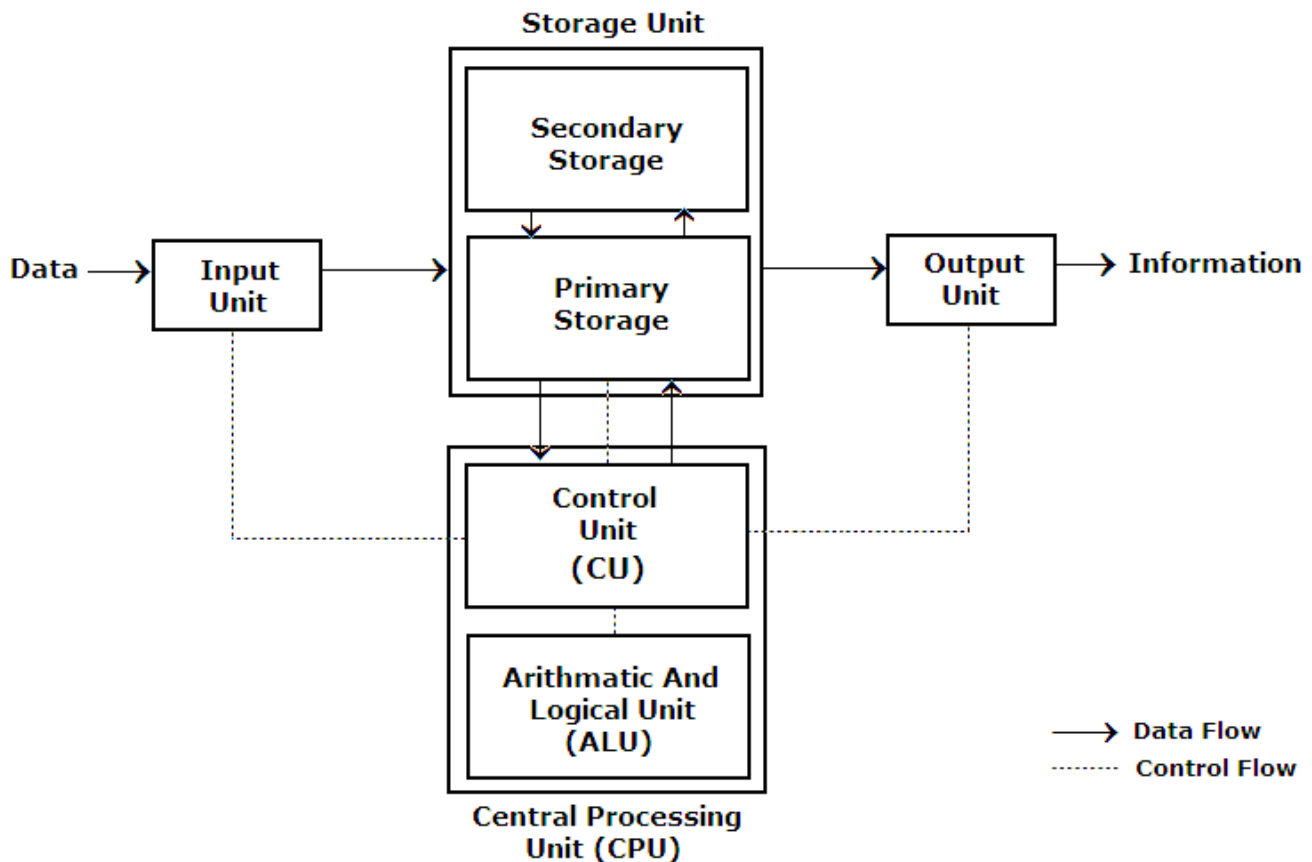 Storage Unit
Secondary
Storage
Data
Input
Unit
Primary
Storage
Output
Unit
Information
Control
Unit
(CU)
Arithmatic And
Logical Unit
(ALU)
Data Flow
Control Flow
Central Processing
Unit (CPU)